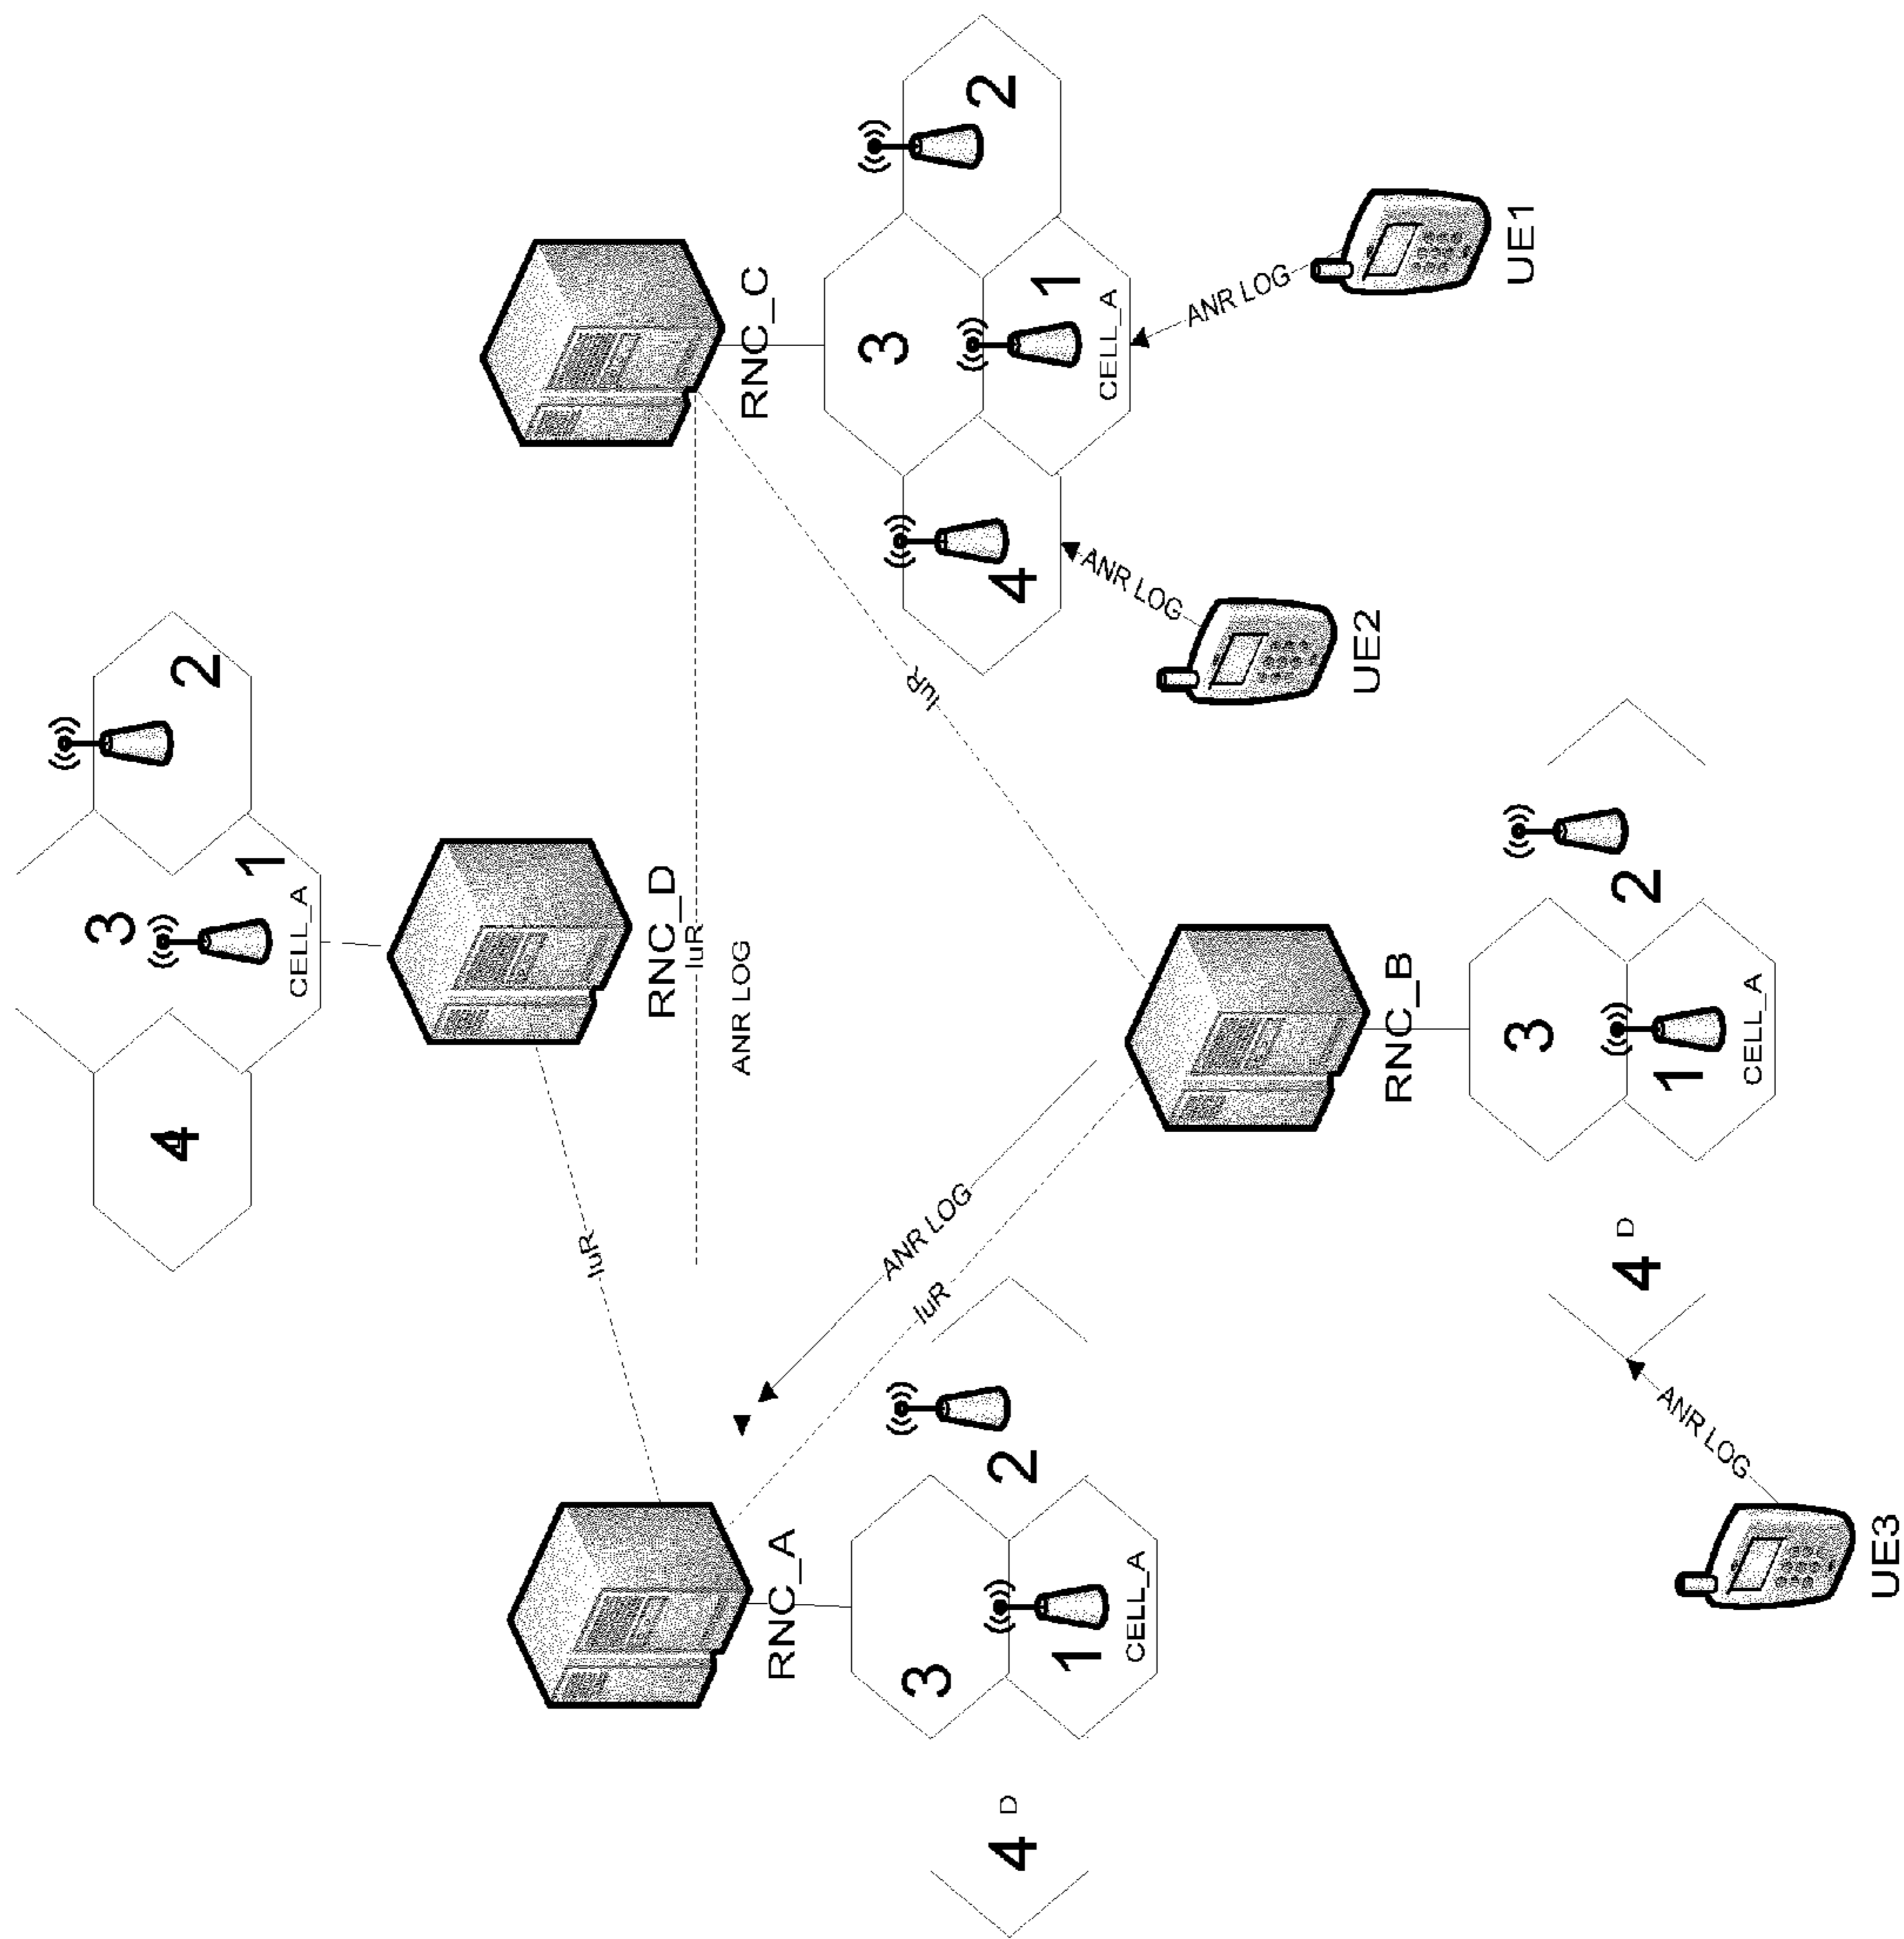 2
3
4
1
CELL_A
RNC_D
RNC_C
3
2
1
CELL_A
4
IuR
ANR LOG
IuR
IuR
ANR LOG
IuR
ANR LOG
UE1
ANR LOG
UE2
RNC_A
3
2
1
CELL_A
4
D
RNC_B
3
2
1
CELL_A
4
D
ANR LOG
UE3